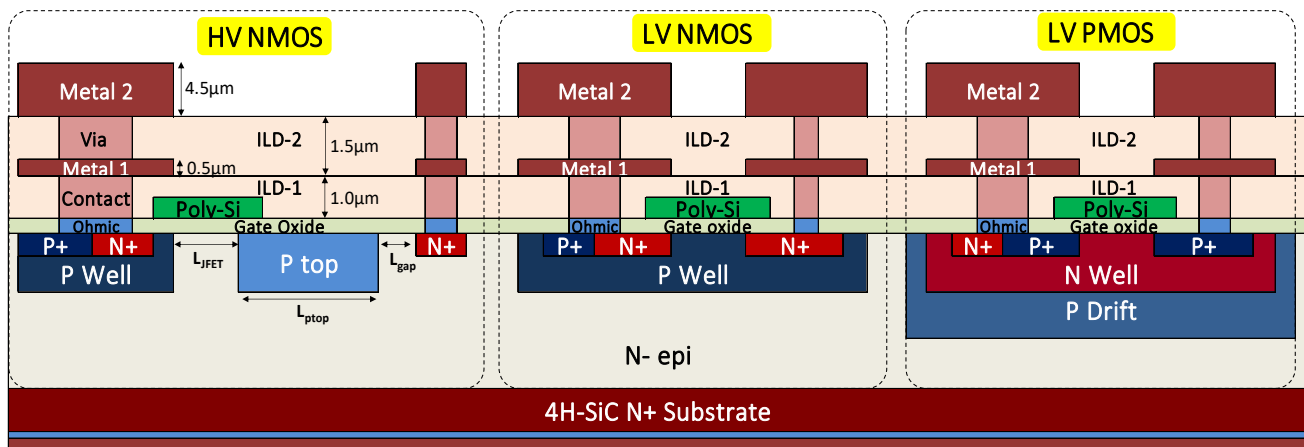 HV NMOS
LV NMOS
LV PMOS
Metal 2
4.5µm
Metal 2
Metal 2
Via
ILD-2
1.5µm
ILD-2
ILD-2
Metal 1
0.5µm
Metal 1
Metal 1
Contact
ILD-1
1.0µm
ILD-1
ILD-1
Poly-Si
Poly-Si
Poly-Si
Ohmic
Gate Oxide
Ohmic
Gate oxide
Ohmic
Gate oxide
P+
N+
L_JFET
P top
L_gap
N+
P+
N+
N+
N+
P+
P+
P Well
P Well
N Well
L_ptop
P Drift
N- epi
4H-SiC N+ Substrate